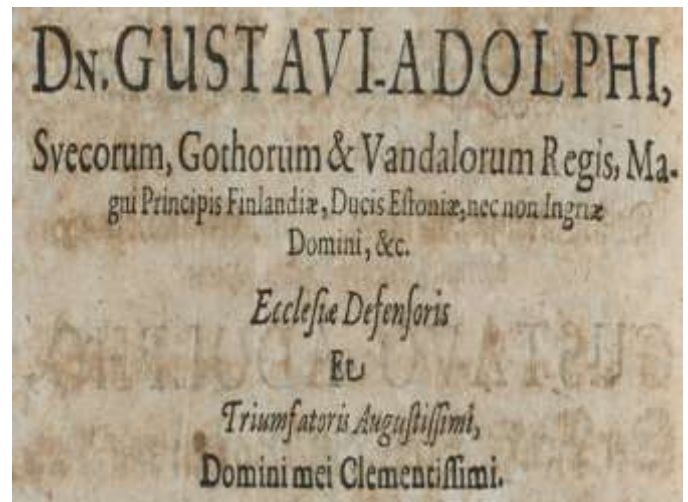 DN. GUSTAVI-ADOLPHI,
Svecorum, Gothorum & Vandalorum Regis, Ma-
gni Principis Finlandiæ, Ducis Eſtoniæ, nec non Ingriæ
Domini, &c.
Eccleſiæ Defenſoris
Et
Triumfatoris Auguſtiſſimi,
Domini mei Clementiſſimi.